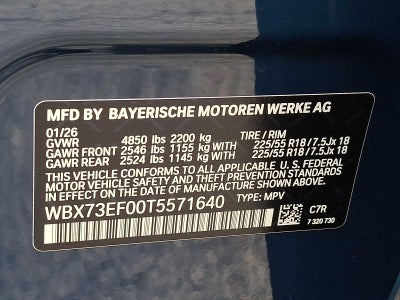 MFD BY BAYERISCHE MOTOREN WERKE AG
01/26
GVWR 4850 lbs 2200 kg TIRE / RIM
GAWR FRONT 2546 lbs 1155 kg WITH 225/55 R18 / 7.5Jx 18
GAWR REAR 2524 lbs 1145 kg WITH 225/55 R18 / 7.5Jx 18
THIS VEHICLE CONFORMS TO ALL APPLICABLE U.S. FEDERAL
MOTOR VEHICLE SAFETY AND THEFT PREVENTION STANDARDS
IN EFFECT ON THE DATE OF MANUFACTURE SHOWN ABOVE.
WBX73EF00T5571640 TYPE: MPV
C7R
7 320 730